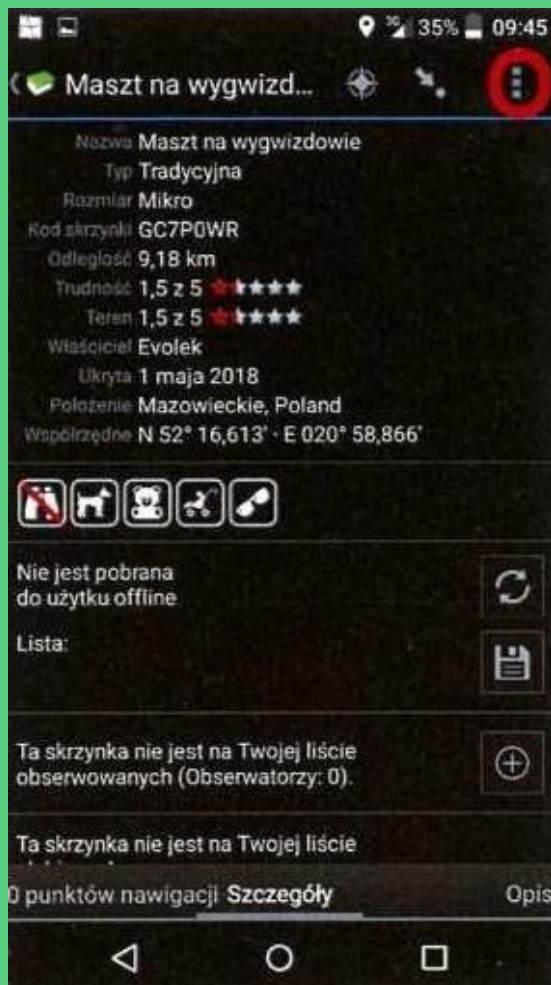 3G 35% 09:45
Maszt na wygwizd...
Nazwa Maszt na wygwizdowie
Typ Tradycyjna
Rozmiar Mikro
Kod skrzynki GC7P0WR
Odległość 9,18 km
Trudność 1,5 z 5
Teren 1,5 z 5
Właściciel Evolek
Ukryta 1 maja 2018
Położenie Mazowieckie, Poland
Współrzędne N 52° 16,613' · E 020° 58,866'
Nie jest pobrana
do użytku offline
Lista:
Ta skrzynka nie jest na Twojej liście
obserwowanych (Obserwatorzy: 0).
Ta skrzynka nie jest na Twojej liście
0 punktów nawigacji Szczegóły Opis